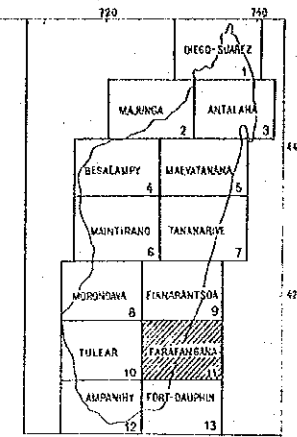 720 740
DIEGO-SUAREZ
1
MAJUNGA ANTALAHA
2 3
44
BESALAMPY MAEVATANANA
4 5
MAINTIRANO TANANARIVE
6 7
MORONDAVA FIANARANTSOA
8 9
42
TULEAR FARAFANGANA
10 11
AMPANIHY FORT-DAUPHIN
12 13